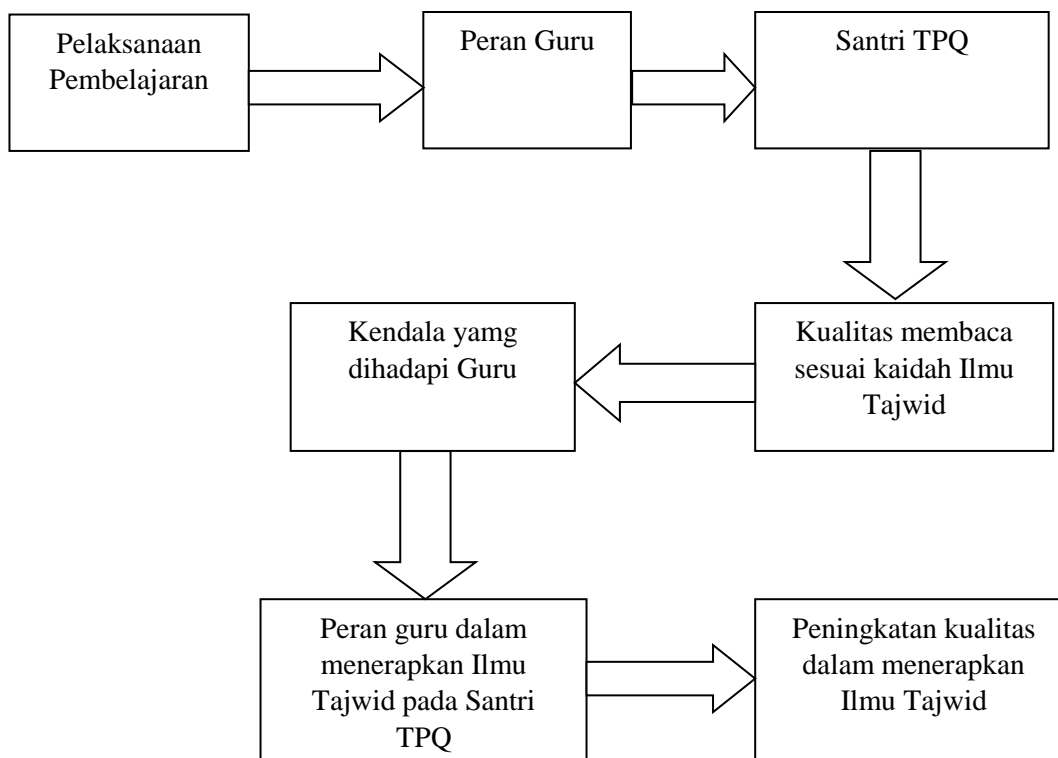 Pelaksanaan
Pembelajaran
Peran Guru
Santri TPQ
Kualitas membaca
sesuai kaidah Ilmu
Tajwid
Kendala yamg
dihadapi Guru
Peran guru dalam
menerapkan Ilmu
Tajwid pada Santri
TPQ
Peningkatan kualitas
dalam menerapkan
Ilmu Tajwid